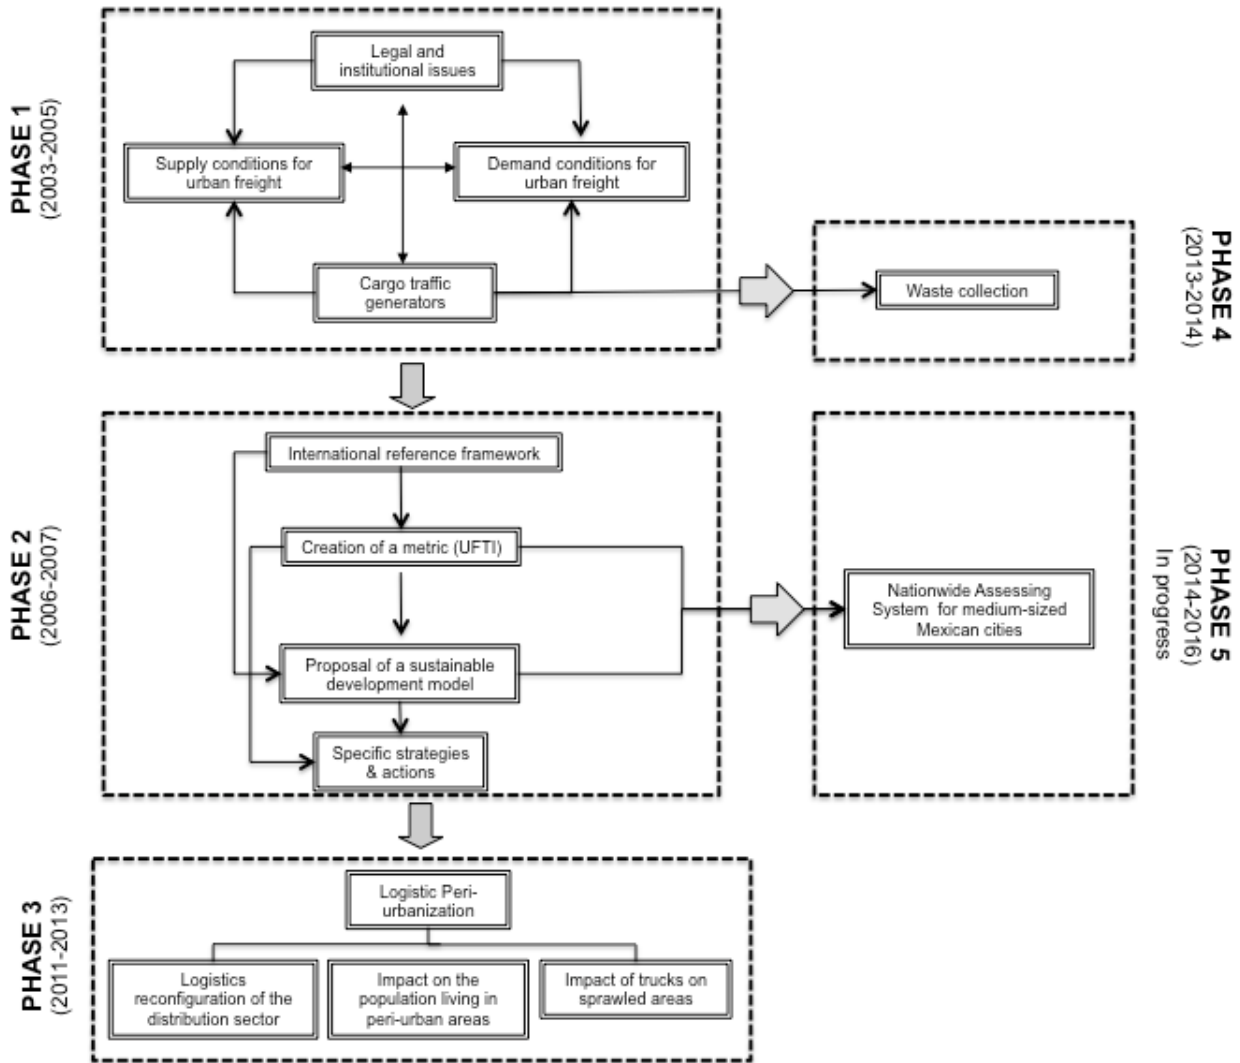 PHASE 1
(2003-2005)
Legal and
institutional issues
Supply conditions for
urban freight
Demand conditions for
urban freight
Cargo traffic
generators
PHASE 4
(2013-2014)
Waste collection
PHASE 2
(2006-2007)
International reference framework
Creation of a metric (UFTI)
Proposal of a sustainable
development model
Specific strategies
& actions
PHASE 5
(2014-2016)
In progress
Nationwide Assessing
System for medium-sized
Mexican cities
PHASE 3
(2011-2013)
Logistic Peri-
urbanization
Logistics
reconfiguration of the
distribution sector
Impact on the
population living in
peri-urban areas
Impact of trucks on
sprawled areas